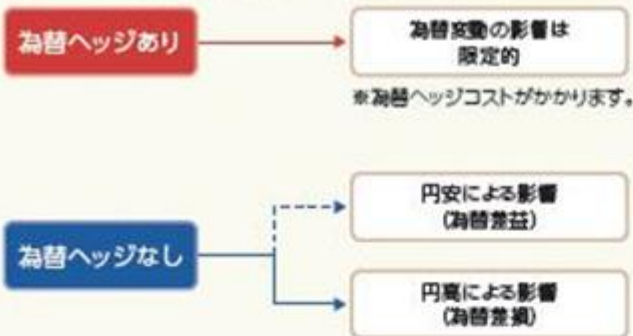 為替ヘッジあり
為替変動の影響は
限定的
※為替ヘッジコストがかかります。
為替ヘッジなし
円安による影響
(為替差益)
円高による影響
(為替差損)